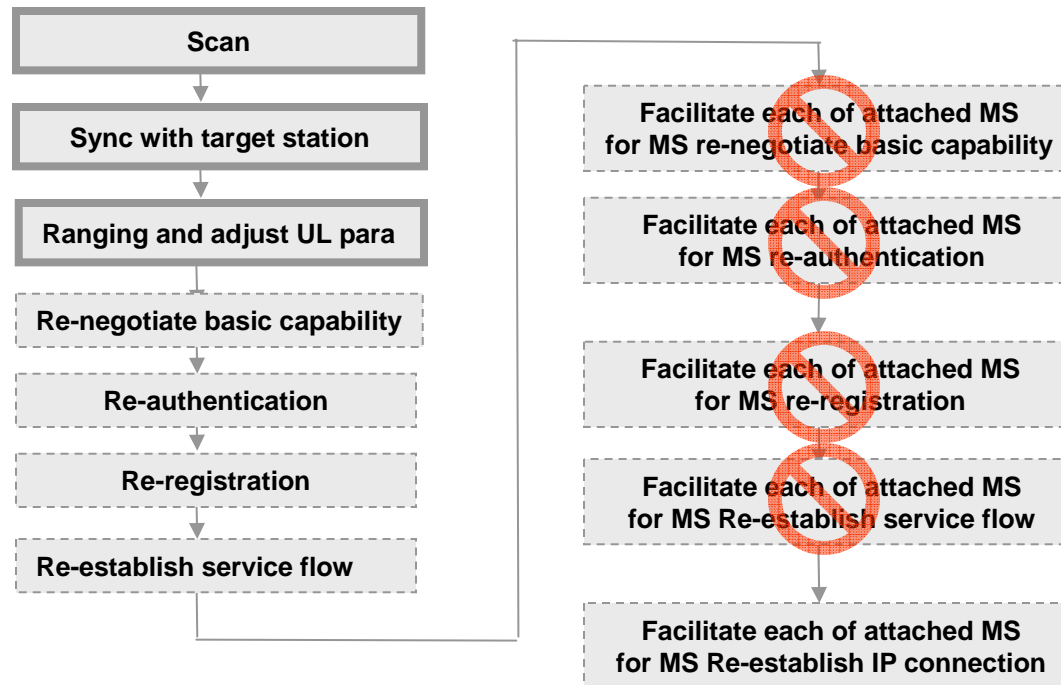 Scan
Sync with target station
Ranging and adjust UL para
Re-negotiate basic capability
Re-authentication
Re-registration
Re-establish service flow
Facilitate each of attached MS
for MS re-negotiate basic capability
Facilitate each of attached MS
for MS re-authentication
Facilitate each of attached MS
for MS re-registration
Facilitate each of attached MS
for MS Re-establish service flow
Facilitate each of attached MS
for MS Re-establish IP connection